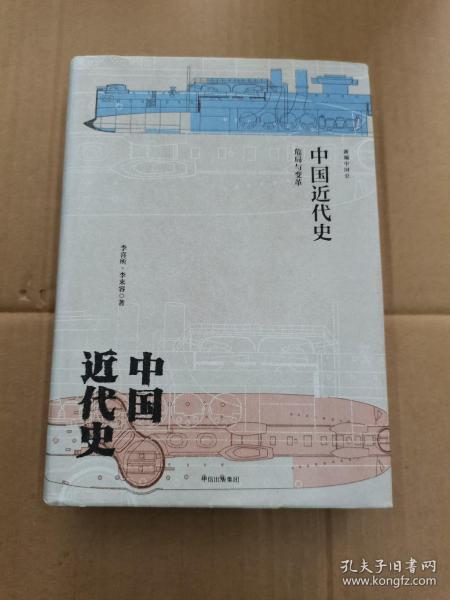 新编中国史
中国近代史
危局与变革
李喜所·李来容 著
中国
近代史
中信出版集团
孔夫子旧书网
www.kongfz.com